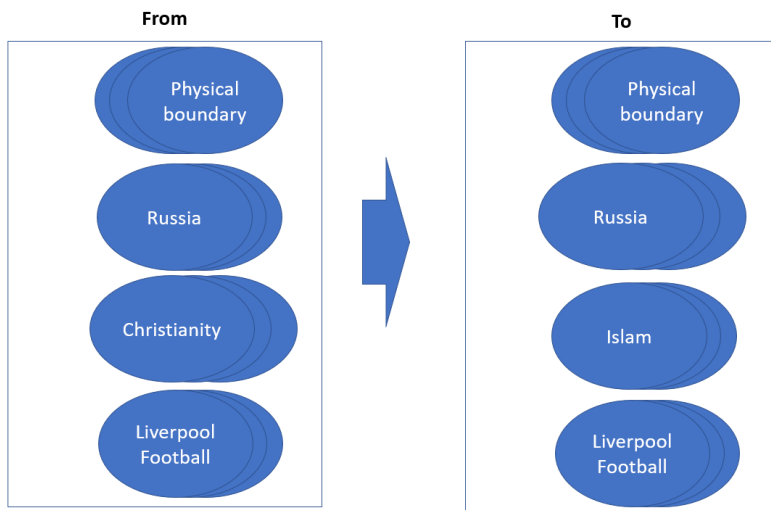 From
To
Physical
boundary
Russia
Christianity
Liverpool
Football
Physical
boundary
Russia
Islam
Liverpool
Football